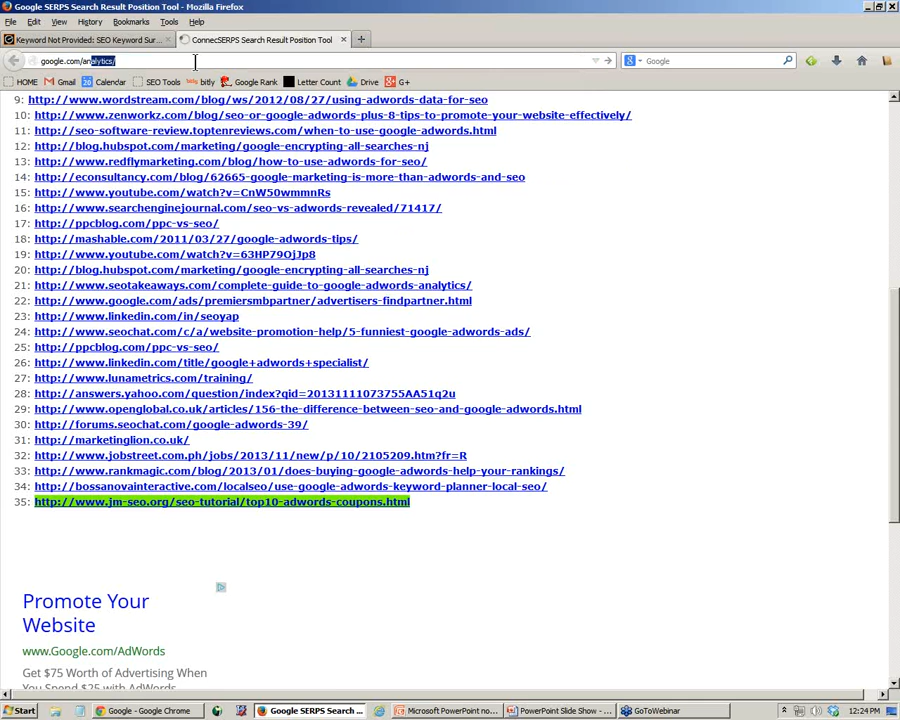 Google SERPS Search Result Position Tool - Mozilla Firefox
File Edit View History Bookmarks Tools Help
Keyword Not Provided: SEO Keyword Sur... × ConnecSERPS Search Result Position Tool ×
google.com/analytics/ Google
HOME Gmail 26 Calendar SEO Tools bitly Google Rank Letter Count Drive G+
9: http://www.wordstream.com/blog/ws/2012/08/27/using-adwords-data-for-seo
10: http://www.zenworkz.com/blog/seo-or-google-adwords-plus-8-tips-to-promote-your-website-effectively/
11: http://seo-software-review.toptenreviews.com/when-to-use-google-adwords.html
12: http://blog.hubspot.com/marketing/google-encrypting-all-searches-nj
13: http://www.redflymarketing.com/blog/how-to-use-adwords-for-seo/
14: http://econsultancy.com/blog/62665-google-marketing-is-more-than-adwords-and-seo
15: http://www.youtube.com/watch?v=CnW50wmmnRs
16: http://www.searchenginejournal.com/seo-vs-adwords-revealed/71417/
17: http://ppcblog.com/ppc-vs-seo/
18: http://mashable.com/2011/03/27/google-adwords-tips/
19: http://www.youtube.com/watch?v=63HP79OjJp8
20: http://blog.hubspot.com/marketing/google-encrypting-all-searches-nj
21: http://www.seotakeaways.com/complete-guide-to-google-adwords-analytics/
22: http://www.google.com/ads/premiersmbpartner/advertisers-findpartner.html
23: http://www.linkedin.com/in/seoyap
24: http://www.seochat.com/c/a/website-promotion-help/5-funniest-google-adwords-ads/
25: http://ppcblog.com/ppc-vs-seo/
26: http://www.linkedin.com/title/google+adwords+specialist/
27: http://www.lunametrics.com/training/
28: http://answers.yahoo.com/question/index?qid=20131111073755AA51q2u
29: http://www.openglobal.co.uk/articles/156-the-difference-between-seo-and-google-adwords.html
30: http://forums.seochat.com/google-adwords-39/
31: http://marketinglion.co.uk/
32: http://www.jobstreet.com.ph/jobs/2013/11/new/p/10/2105209.htm?fr=R
33: http://www.rankmagic.com/blog/2013/01/does-buying-google-adwords-help-your-rankings/
34: http://bossanovainteractive.com/localseo/use-google-adwords-keyword-planner-local-seo/
35: http://www.jm-seo.org/seo-tutorial/top10-adwords-coupons.html
Promote Your
Website
www.Google.com/AdWords
Get $75 Worth of Advertising When
You Spend $25 with AdWords
Start Google - Google Chrome Google SERPS Search ... Microsoft PowerPoint no... PowerPoint Slide Show - ... GoToWebinar 12:24 PM